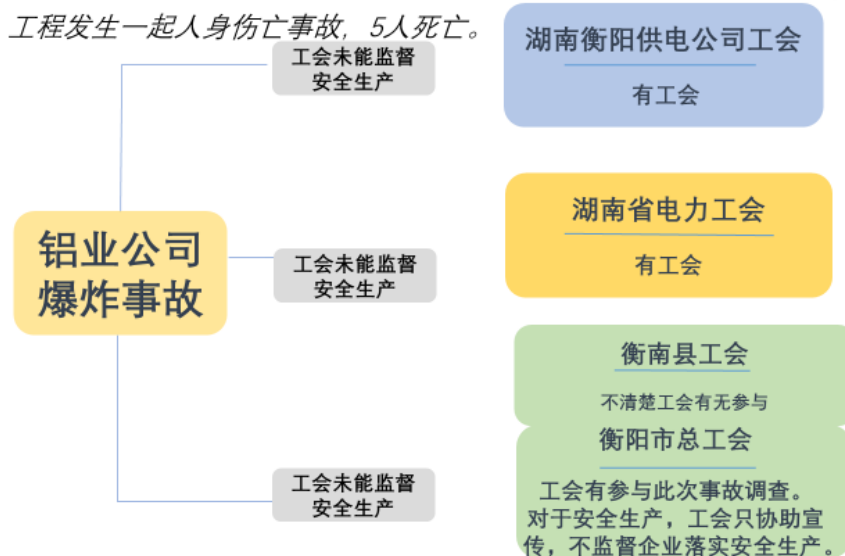 工程发生一起人身伤亡事故，5人死亡。
工会未能监督
安全生产
湖南衡阳供电公司工会
有工会
铝业公司
爆炸事故
工会未能监督
安全生产
湖南省电力工会
有工会
工会未能监督
安全生产
衡南县工会
不清楚工会有无参与
衡阳市总工会
工会有参与此次事故调查。
对于安全生产，工会只协助宣
传，不监督企业落实安全生产。